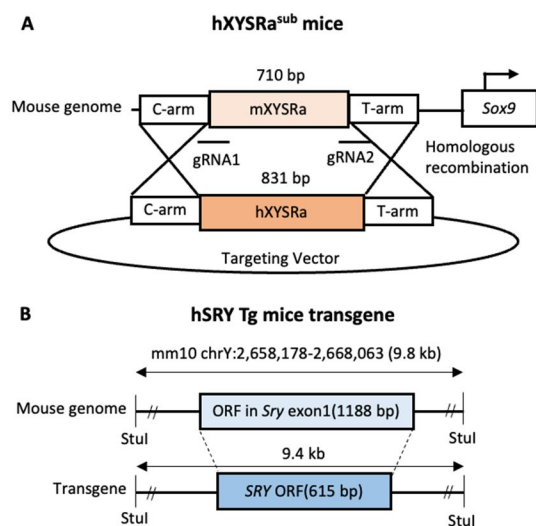 A
hXYSRasub mice
710 bp
Mouse genome
C-arm
mXYSRa
T-arm
Sox9
gRNA1
gRNA2
Homologous
recombination
831 bp
C-arm
hXYSRa
T-arm
Targeting Vector
B
hSRY Tg mice transgene
mm10 chrY:2,658,178-2,668,063 (9.8 kb)
Mouse genome
ORF in Sry exon1(1188 bp)
StuI
StuI
9.4 kb
Transgene
SRY ORF(615 bp)
StuI
StuI